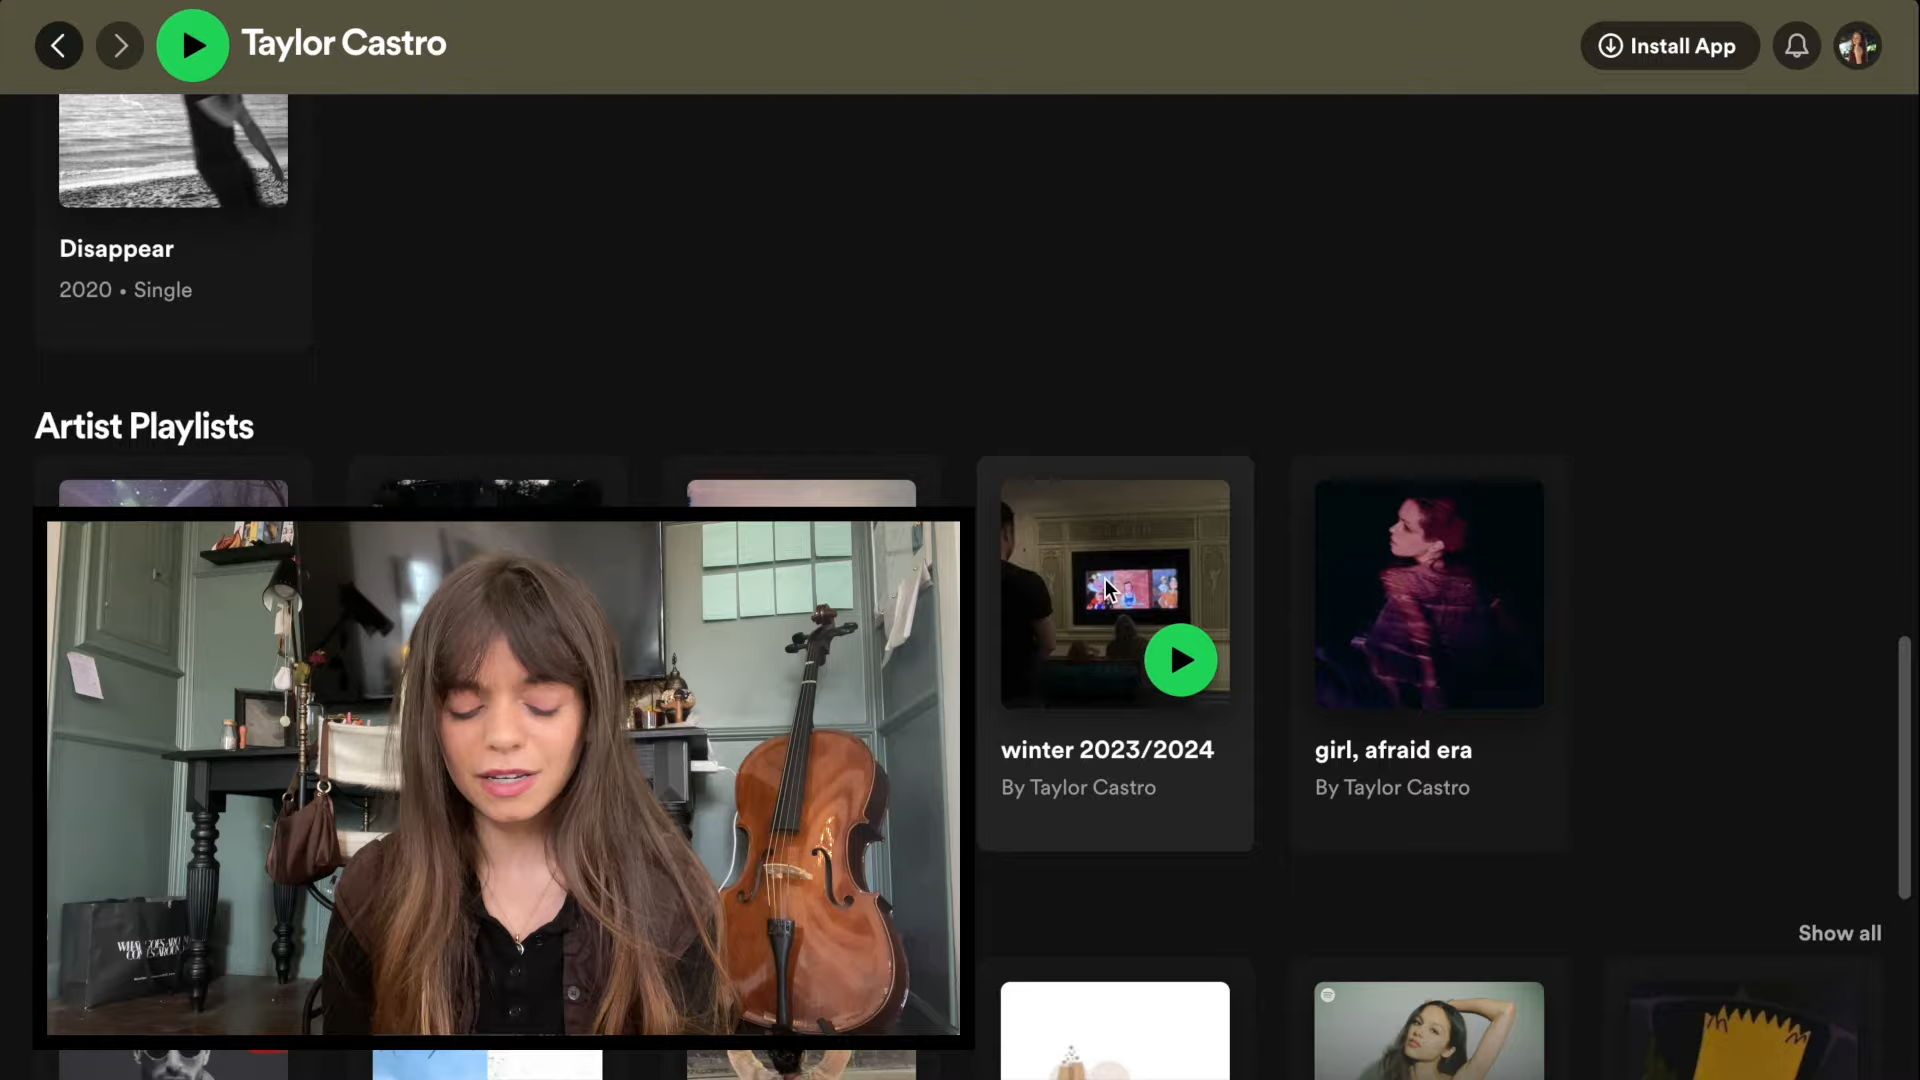 Taylor Castro
Install App
Disappear
2020 • Single
Artist Playlists
winter 2023/2024
By Taylor Castro
girl, afraid era
By Taylor Castro
Show all